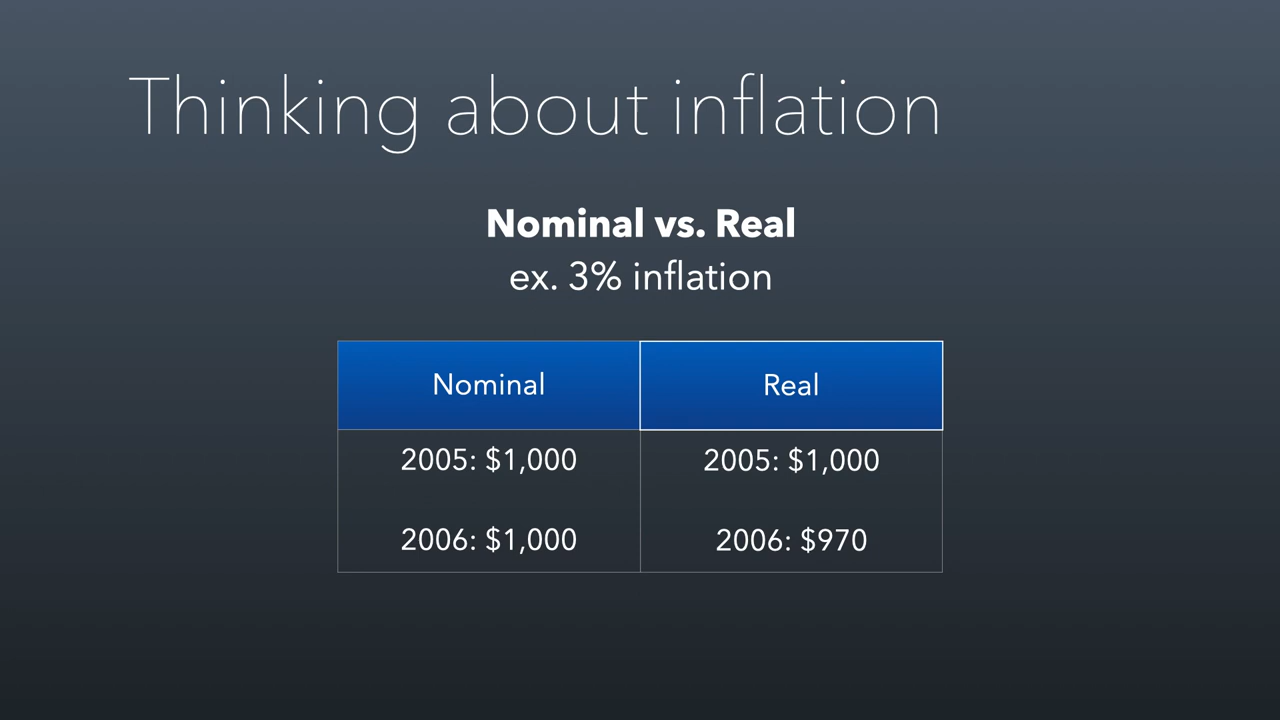 Thinking about inflation
Nominal vs. Real
ex. 3% inflation
Nominal Real
2005: $1,000 2005: $1,000
2006: $1,000 2006: $970